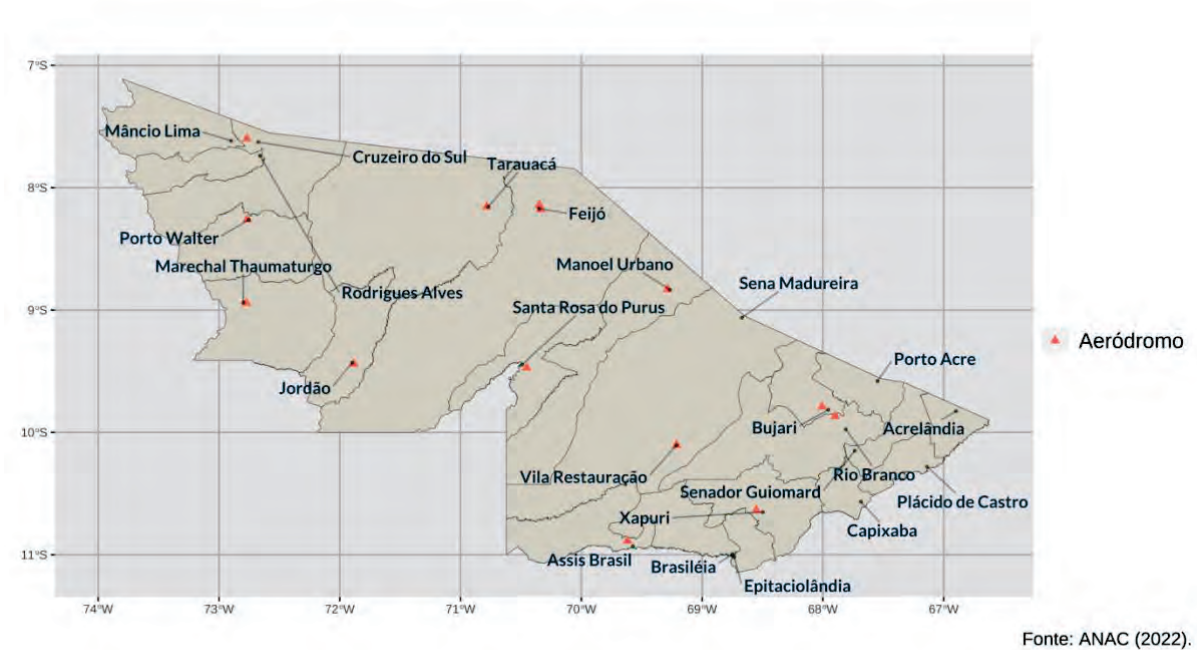 7°S
Mâncio Lima
Cruzeiro do Sul
Tarauacá
8°S
Feijó
Porto Walter
Marechal Thaumaturgo
Manoel Urbano
Rodrigues Alves
Sena Madureira
Santa Rosa do Purus
9°S
Aeródromo
Porto Acre
Jordão
Bujari
Acrelândia
10°S
Vila Restauração
Rio Branco
Senador Guiomard
Plácido de Castro
Xapuri
Capixaba
11°S
Assis Brasil
Brasiléia
Epitaciolândia
74°W 73°W 72°W 71°W 70°W 69°W 68°W 67°W
Fonte: ANAC (2022).